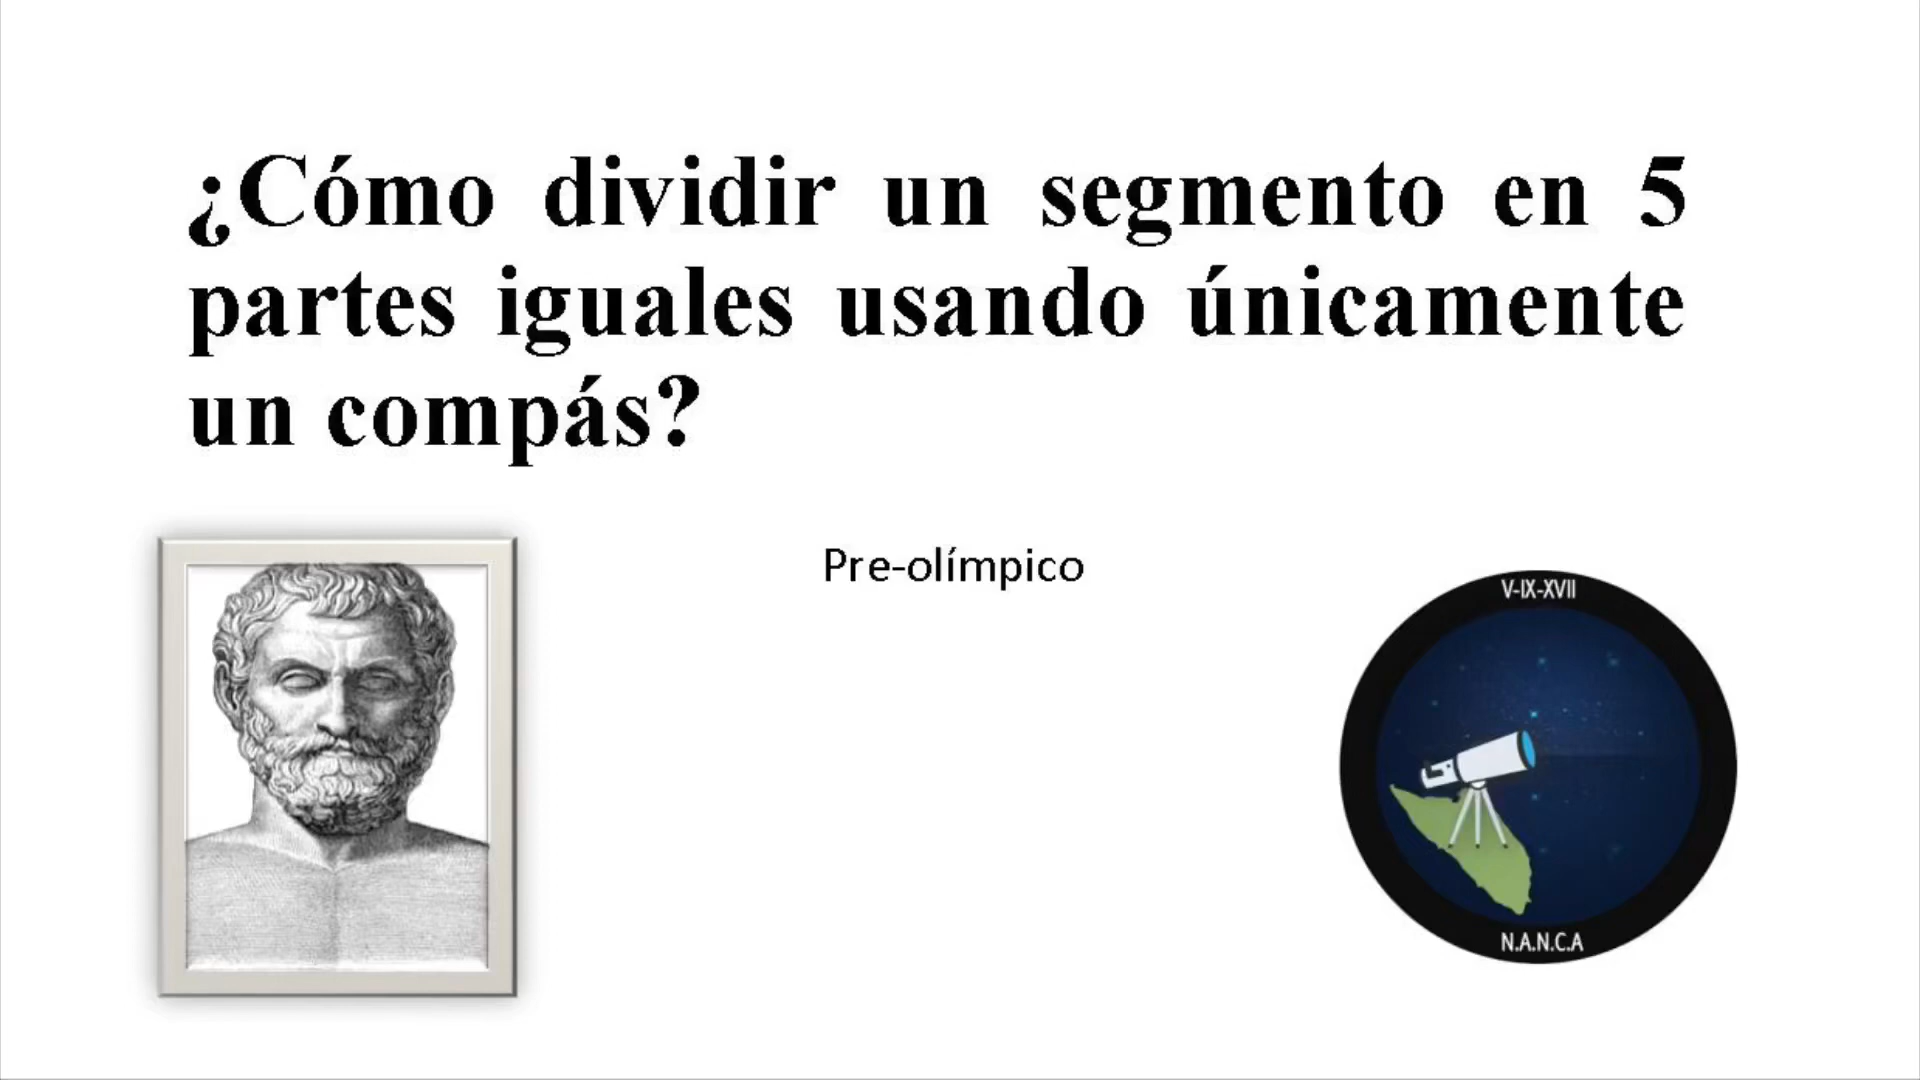 ¿Cómo dividir un segmento en 5
partes iguales usando únicamente
un compás?
Pre-olímpico
V-IX-XVII
N.A.N.C.A